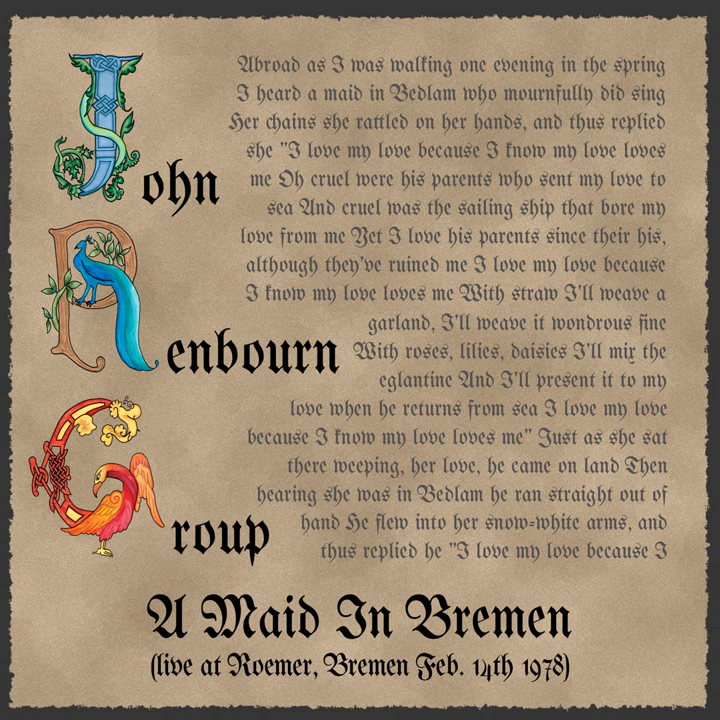 Abroad as I was walking one evening in the spring
I heard a maid in Bedlam who mournfully did sing
Her chains she rattled on her hands, and thus replied
she "I love my love because I know my love loves
me Oh cruel were his parents who sent my love to
sea And cruel was the sailing ship that bore my
love from me Yet I love his parents since their his,
although they've ruined me I love my love because
I know my love loves me With straw I'll weave a
garland, I'll weave it wondrous fine
With roses, lilies, daisies I'll mix the
eglantine And I'll present it to my
love when he returns from sea I love my love
because I know my love loves me" Just as she sat
there weeping, her love, he came on land Then
hearing she was in Bedlam he ran straight out of
hand He flew into her snow-white arms, and
thus replied he "I love my love because I
John
Renbourn
Group
A Maid In Bremen
(live at Roemer, Bremen Feb. 14th 1978)